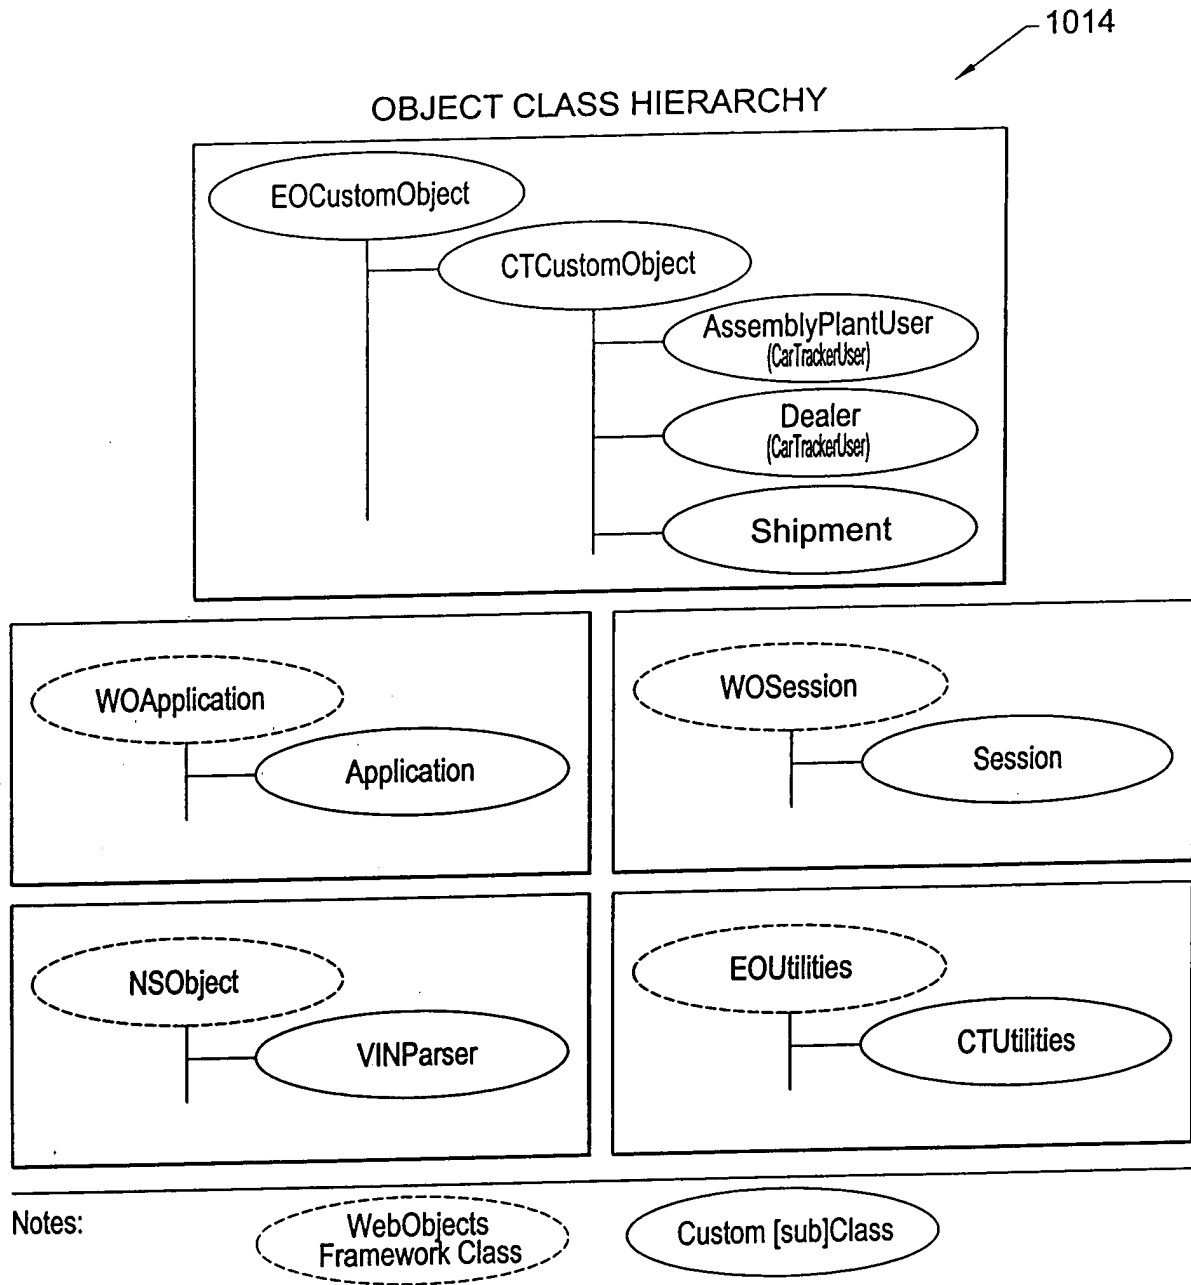 1014
OBJECT CLASS HIERARCHY
EOCustomObject
CTCustomObject
AssemblyPlantUser
(CarTrackerUser)
Dealer
(CarTrackerUser)
Shipment
WOApplication
Application
WOSession
Session
NSObject
VINParser
EOUtilities
CTUtilities
Notes:
WebObjects
Framework Class
Custom [sub]Class